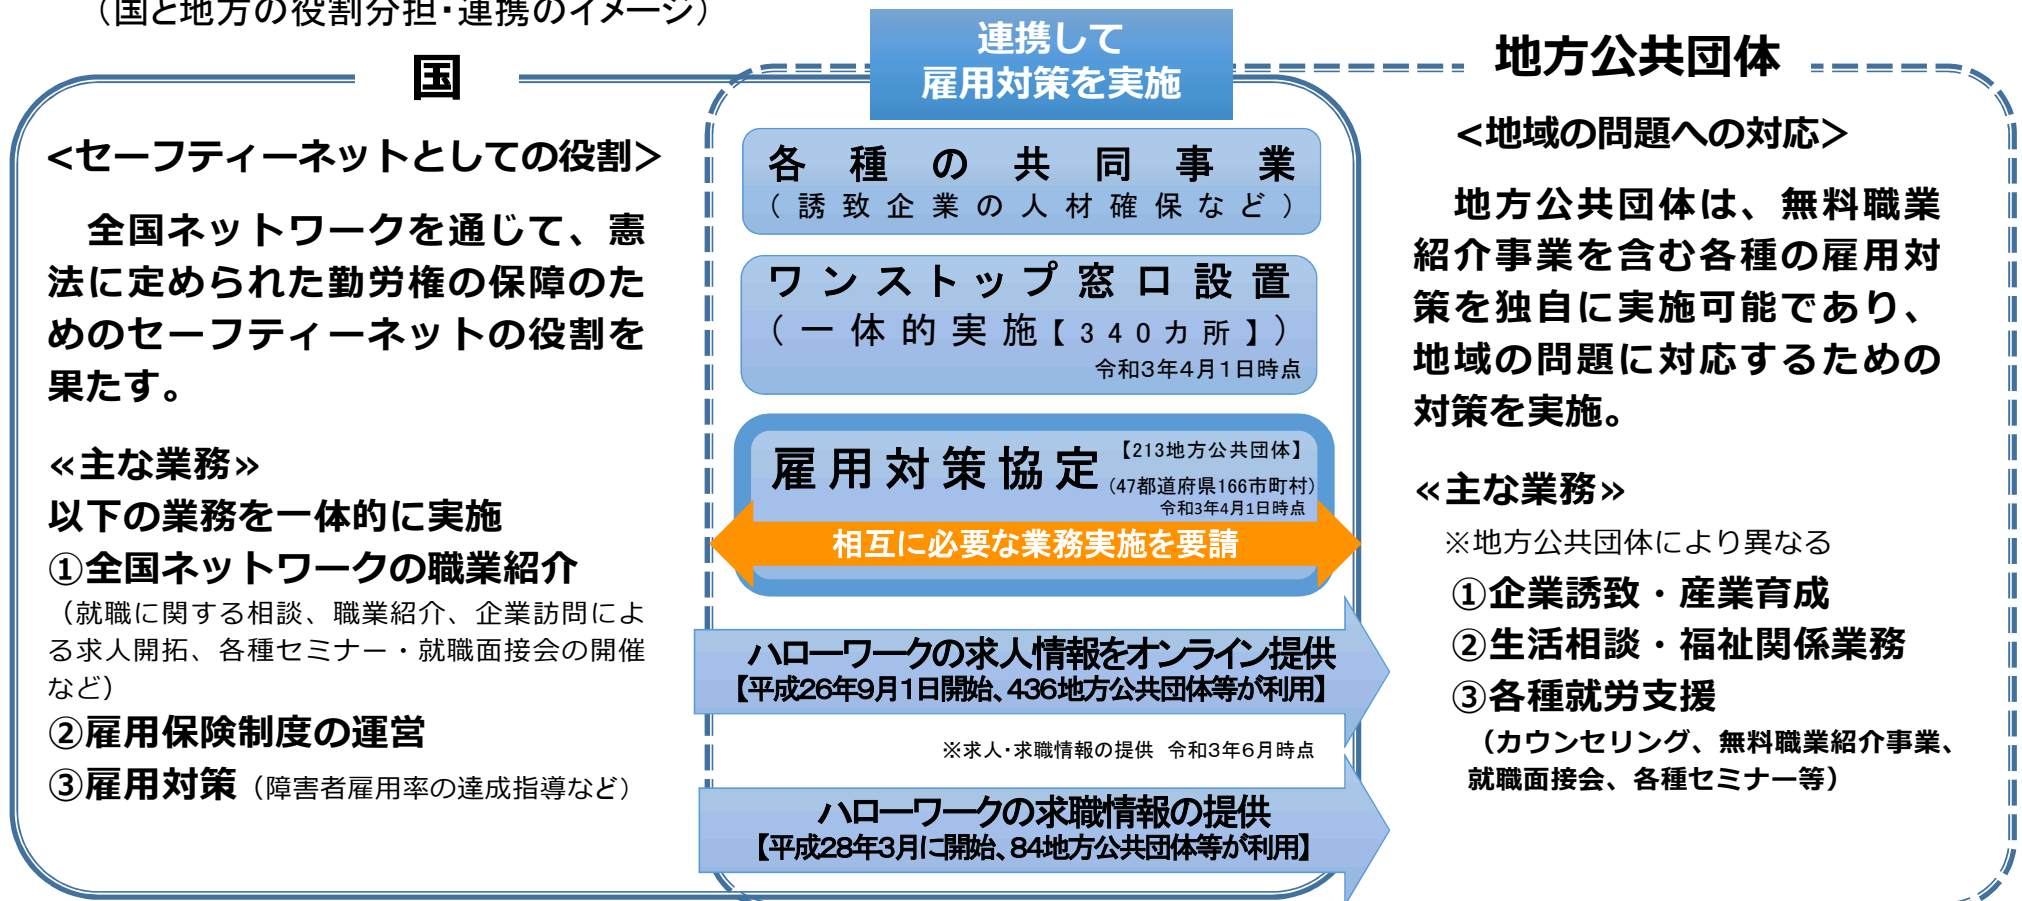 （国と地方の役割分担・連携のイメージ）
国
<セーフティーネットとしての役割>
全国ネットワークを通じて、憲
法に定められた勤労権の保障のた
めのセーフティーネットの役割を
果たす。
≪主な業務≫
以下の業務を一体的に実施
①全国ネットワークの職業紹介
（就職に関する相談、職業紹介、企業訪問によ
る求人開拓、各種セミナー・就職面接会の開催
など）
②雇用保険制度の運営
③雇用対策（障害者雇用率の達成指導など）
連携して
雇用対策を実施
各種の共同事業
（誘致企業の人材確保など）
ワンストップ窓口設置
（一体的実施【340カ所】）
令和3年4月1日時点
雇用対策協定
【213地方公共団体】
（47都道府県166市町村）
令和3年4月1日時点
相互に必要な業務実施を要請
ハローワークの求人情報をオンライン提供
【平成26年9月1日開始、436地方公共団体等が利用】
※求人・求職情報の提供　令和3年6月時点
ハローワークの求職情報の提供
【平成28年3月に開始、84地方公共団体等が利用】
地方公共団体
<地域の問題への対応>
地方公共団体は、無料職業
紹介事業を含む各種の雇用対
策を独自に実施可能であり、
地域の問題に対応するための
対策を実施。
≪主な業務≫
※地方公共団体により異なる
①企業誘致・産業育成
②生活相談・福祉関係業務
③各種就労支援
（カウンセリング、無料職業紹介事業、
就職面接会、各種セミナー等）